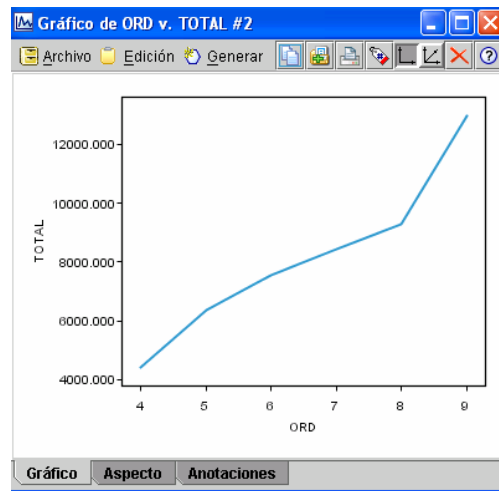 Gráfico de ORD v. TOTAL #2
Archivo Edición Generar
12000.000
10000.000
8000.000
6000.000
4000.000
TOTAL
4 5 6 7 8 9
ORD
Gráfico Aspecto Anotaciones